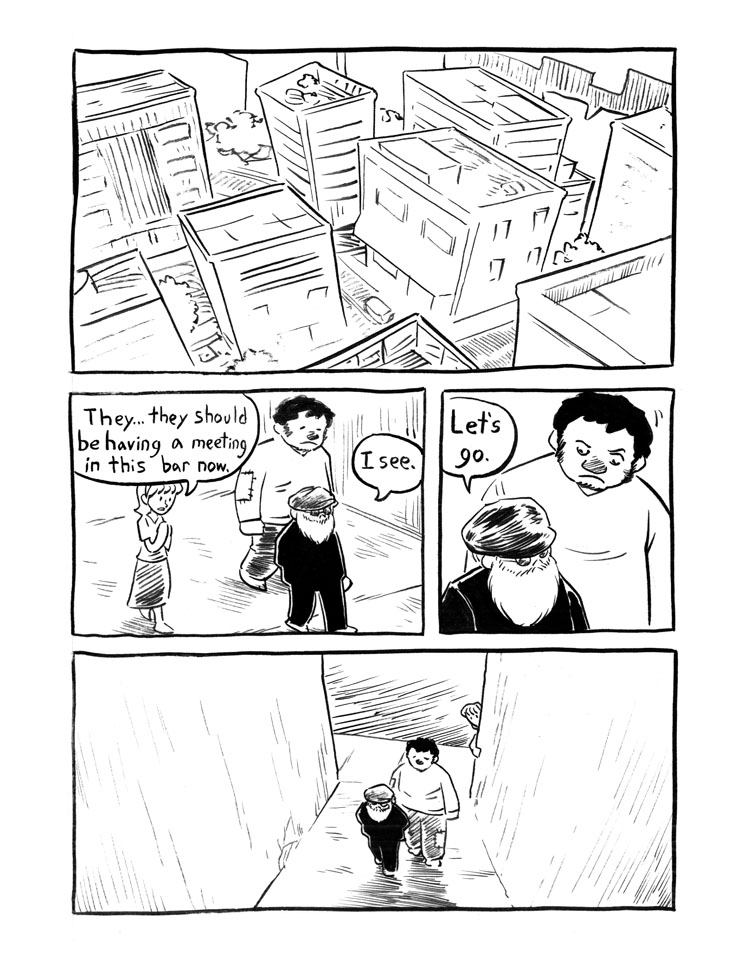 They... they should
be having a meeting
in this bar now.
I see.
Let's
go.